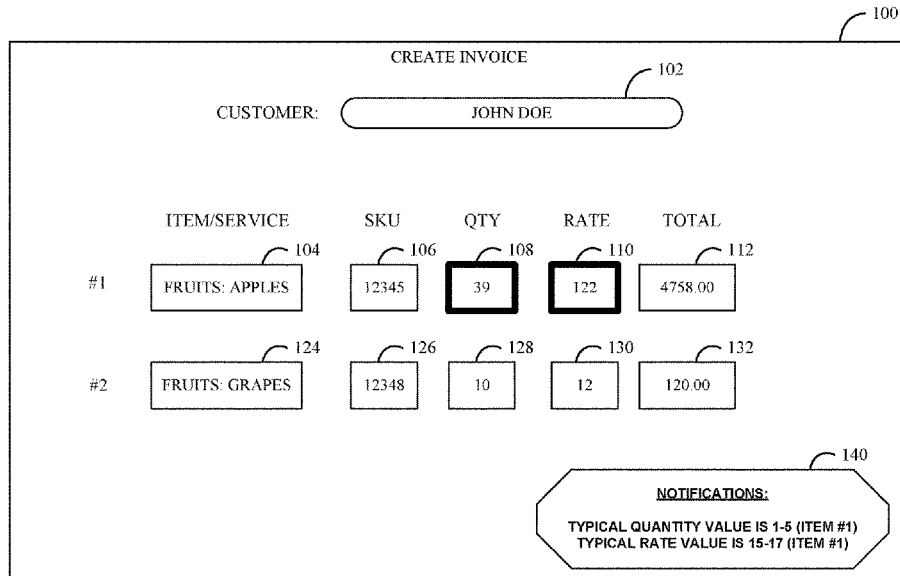 100
CREATE INVOICE
102
CUSTOMER: JOHN DOE
ITEM/SERVICE SKU QTY RATE TOTAL
104 106 108 110 112
#1 FRUITS: APPLES 12345 39 122 4758.00
124 126 128 130 132
#2 FRUITS: GRAPES 12348 10 12 120.00
140
NOTIFICATIONS:
TYPICAL QUANTITY VALUE IS 1-5 (ITEM #1)
TYPICAL RATE VALUE IS 15-17 (ITEM #1)